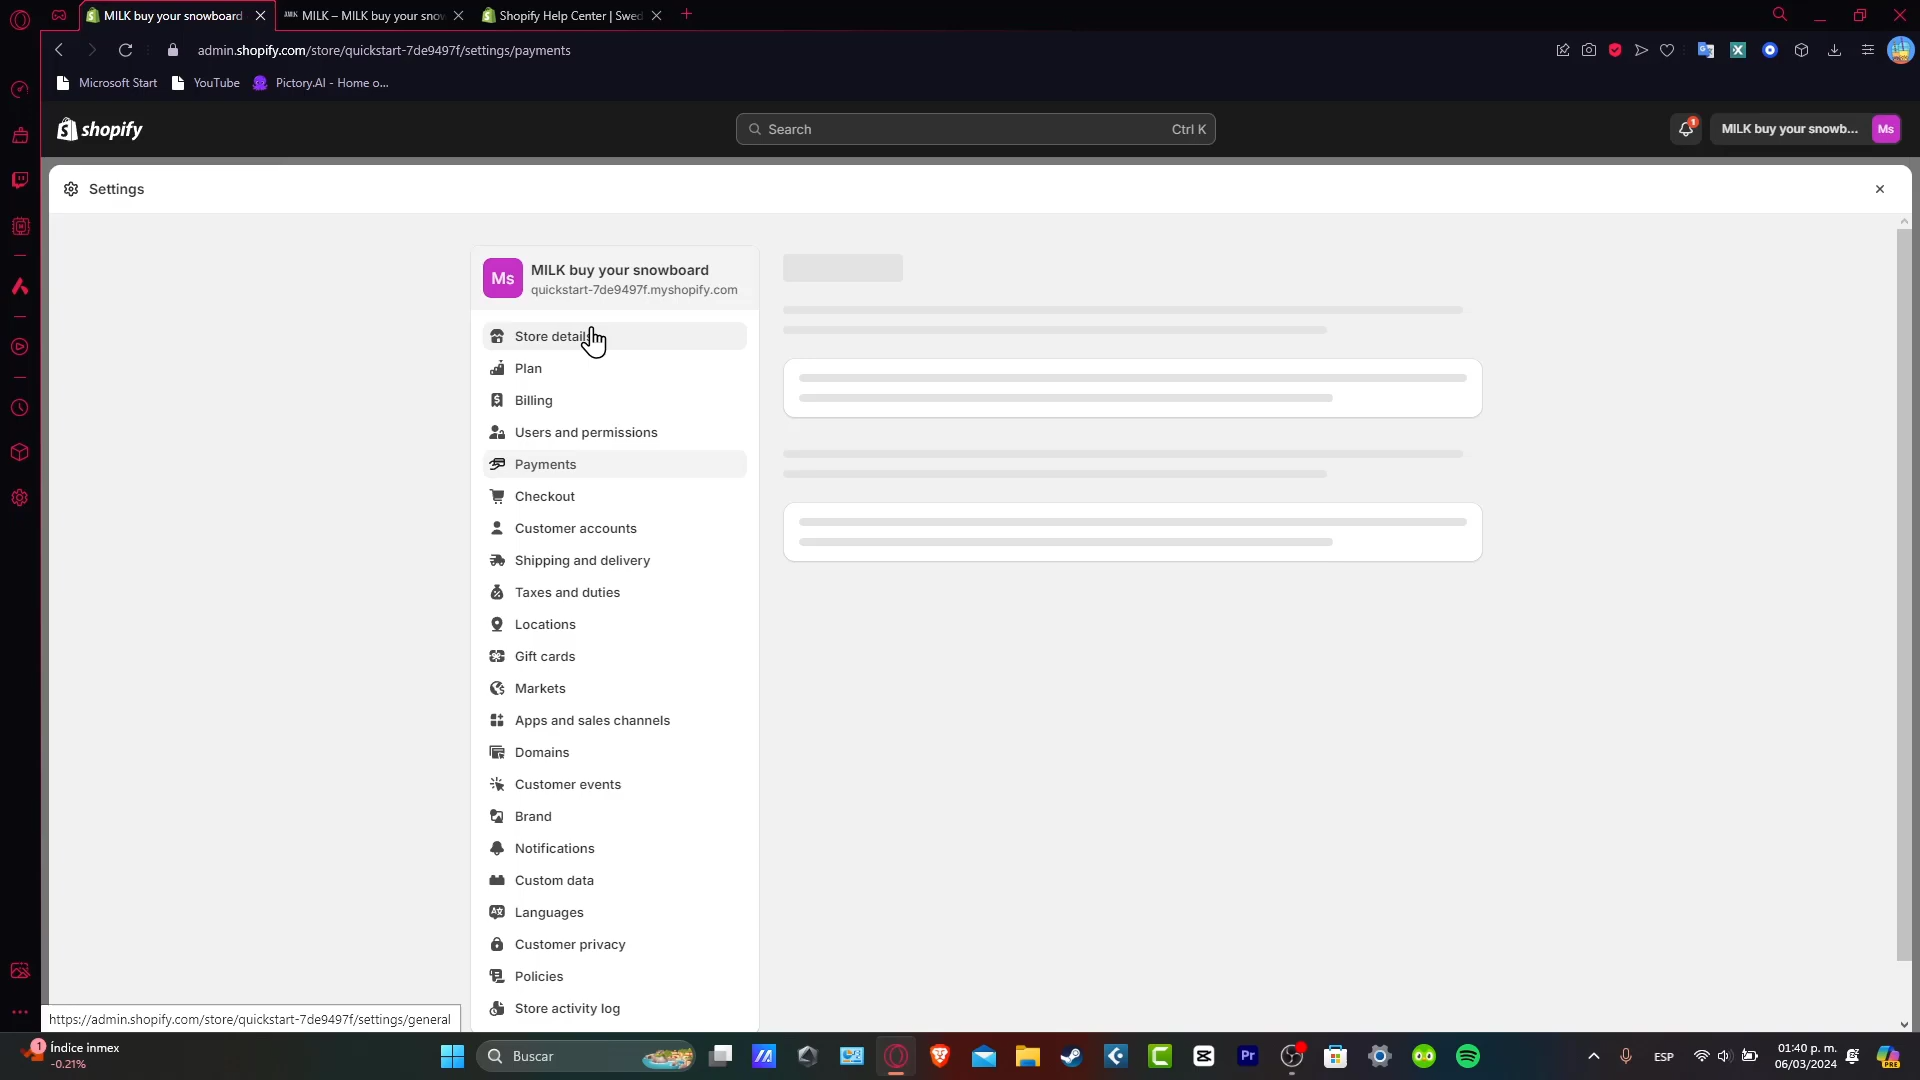 MILK buy your snowboard
MILK – MILK buy your snow
Shopify Help Center | Swed
admin.shopify.com/store/quickstart-7de9497f/settings/payments
Microsoft Start
YouTube
Pictory.AI - Home o...
shopify
Search
Ctrl K
1
MILK buy your snowb...
Ms
Settings
Ms
MILK buy your snowboard
quickstart-7de9497f.myshopify.com
Store details
Plan
Billing
Users and permissions
Payments
Checkout
Customer accounts
Shipping and delivery
Taxes and duties
Locations
Gift cards
Markets
Apps and sales channels
Domains
Customer events
Brand
Notifications
Custom data
Languages
Customer privacy
Policies
Store activity log
https://admin.shopify.com/store/quickstart-7de9497f/settings/general
1
Índice inmex
-0.21%
Buscar
Pr
ESP
01:40 p. m.
06/03/2024
PRE